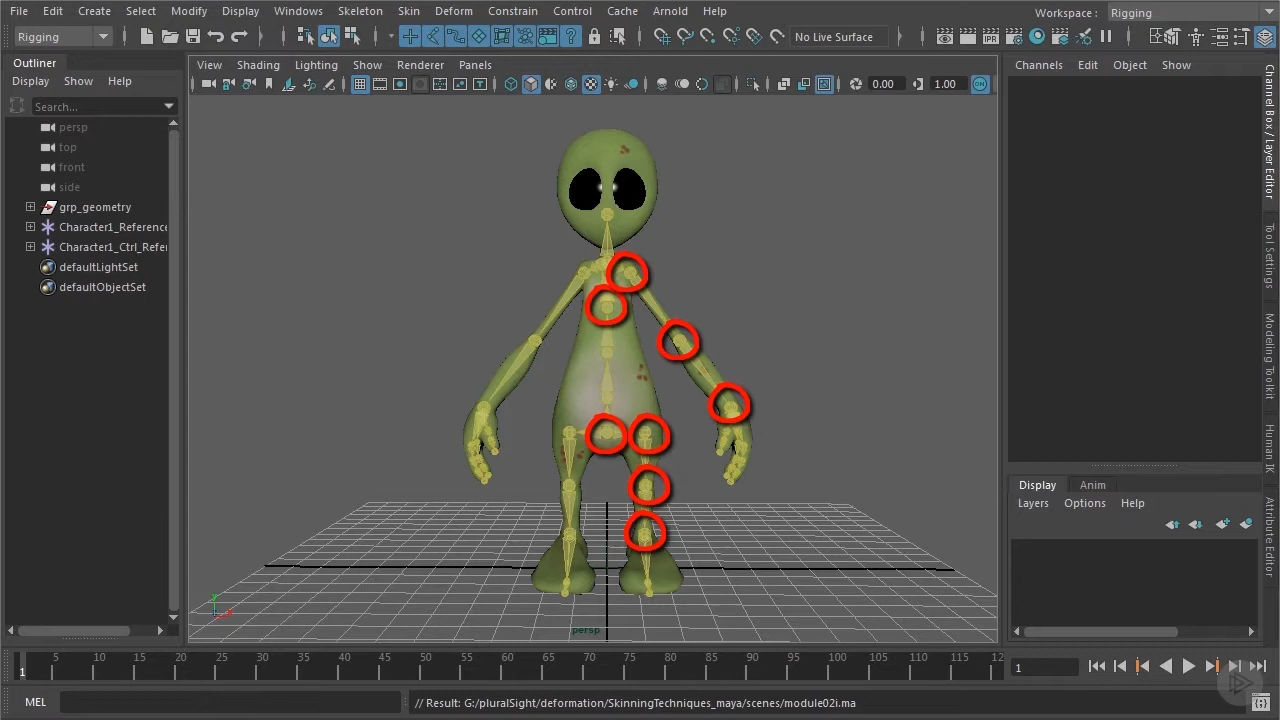 File Edit Create Select Modify Display Windows Skeleton Skin Deform Constrain Control Cache Arnold Help Workspace : Rigging
Rigging No Live Surface
Outliner
Display Show Help
Search...
persp
top
front
side
grp_geometry
Character1_Reference
Character1_Ctrl_Refer
defaultLightSet
defaultObjectSet
View Shading Lighting Show Renderer Panels
0.00 1.00
y
x
persp
Channels Edit Object Show
Channel Box / Layer Editor
Tool Settings
Modeling Toolkit
Human IK
Attribute Editor
Display Anim
Layers Options Help
1 5 10 15 20 25 30 35 40 45 50 55 60 65 70 75 80 85 90 95 100 105 110 115 12
1
MEL // Result: G:/pluralSight/deformation/SkinningTechniques_maya/scenes/module02i.ma